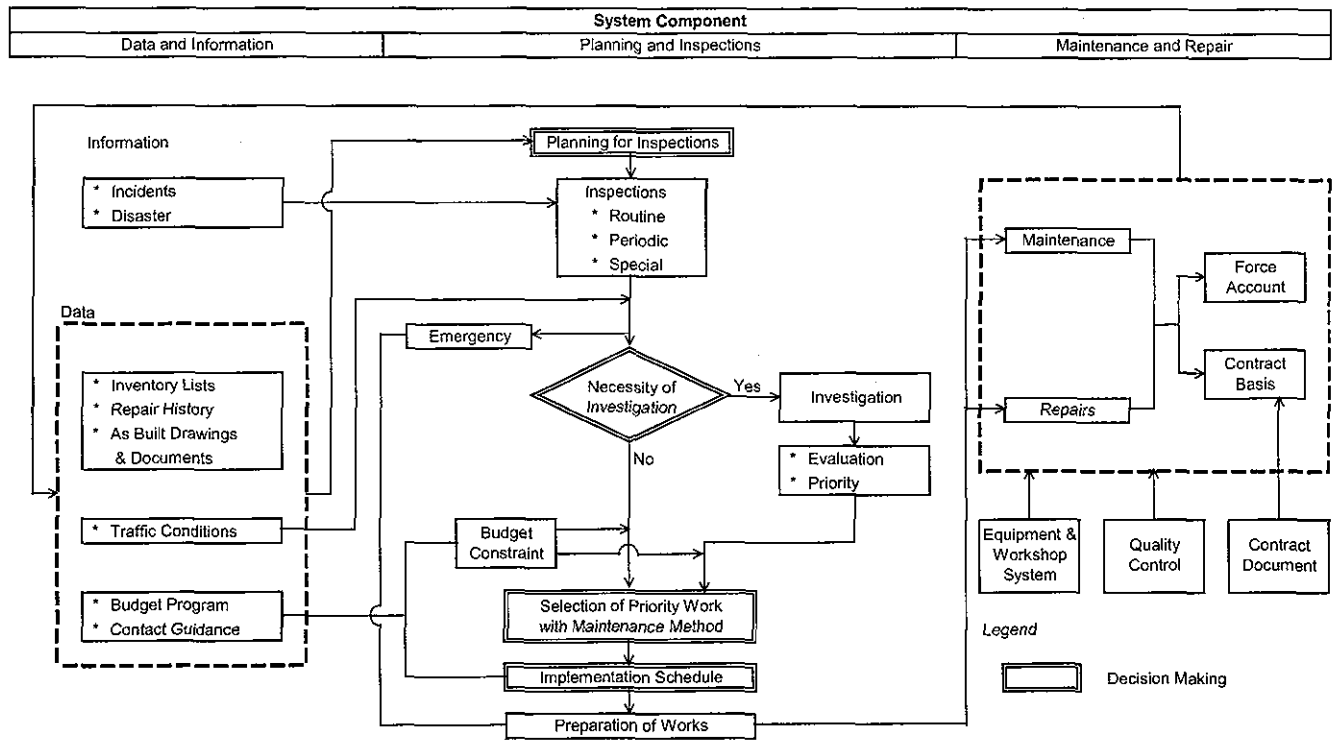 System Component
Data and Information
Planning and Inspections
Maintenance and Repair
Information
* Incidents
* Disaster
Planning for Inspections
Inspections
* Routine
* Periodic
* Special
Maintenance
Force
Account
Data
Emergency
* Inventory Lists
* Repair History
* As Built Drawings
& Documents
Necessity of
Investigation
Yes
No
Investigation
* Evaluation
* Priority
Repairs
Contract
Basis
* Traffic Conditions
Budget
Constraint
Equipment &
Workshop
System
Quality
Control
Contract
Document
* Budget Program
* Contact Guidance
Selection of Priority Work
with Maintenance Method
Implementation Schedule
Preparation of Works
Legend
Decision Making